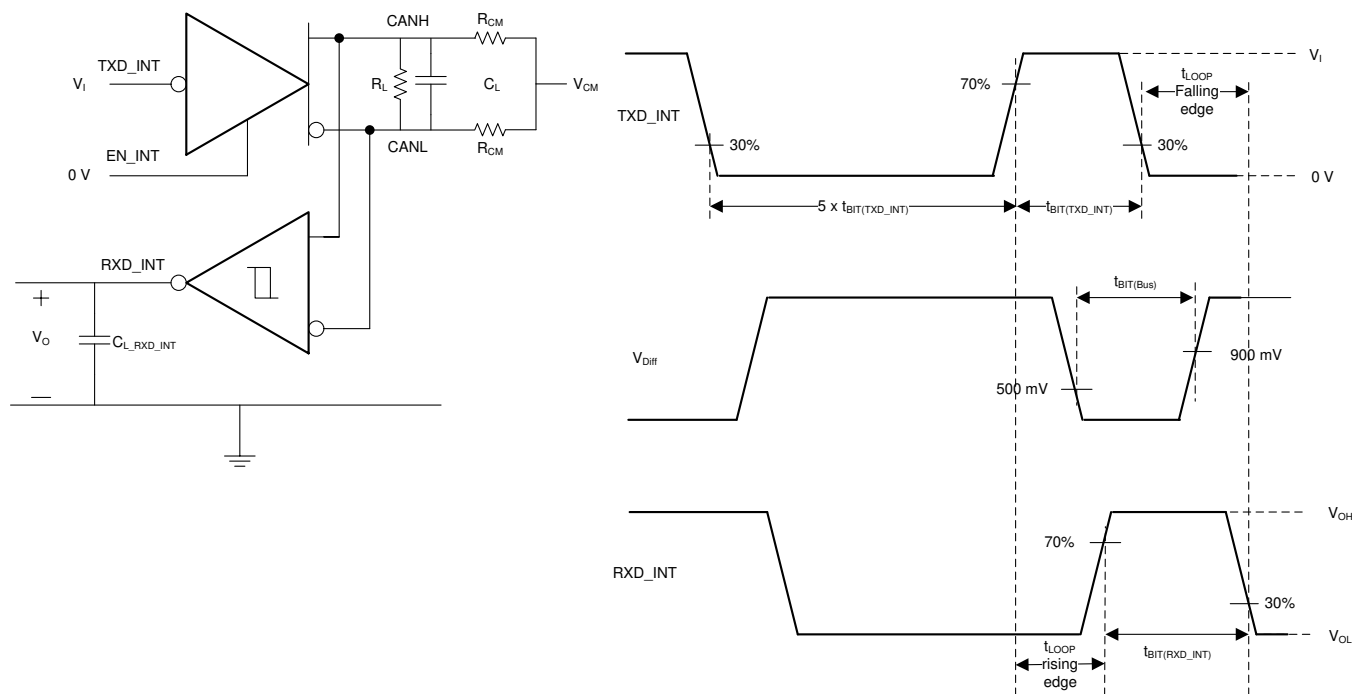 CANH
R_CM
TXD_INT
V_I
R_L
C_L
V_CM
CANL
R_CM
EN_INT
0 V
RXD_INT
+
V_O
C_L_RXD_INT
—
V_I
t_LOOP
Falling
edge
70%
TXD_INT
30%
30%
0 V
5 x t_BIT(TXD_INT)
t_BIT(TXD_INT)
t_BIT(Bus)
V_Diff
900 mV
500 mV
V_OH
70%
RXD_INT
30%
V_OL
t_LOOP
rising
edge
t_BIT(RXD_INT)